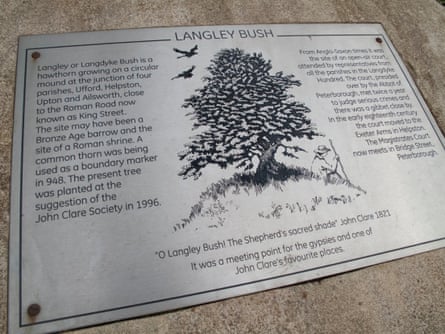 LANGLEY BUSH
Langley or Langdyke Bush is a
hawthorn growing on a circular
mound at the junction of four
parishes, Ufford, Helpston,
Upton and Ailsworth, close
to the Roman Road now
known as King Street.
The site may have been a
Bronze Age barrow and the
site of a Roman shrine. A
common thorn was being
used as a boundary marker
in 948. The present tree
was planted at the
suggestion of the
John Clare Society in 1996.
From Anglo-Saxon times it was
the site of an open-air court,
attended by representatives from
all the parishes in the Langdyke
Hundred. The court, presided
over by the Abbot of
Peterborough, met twice a year
to judge serious crimes and
there was a gibbet close by.
In the early eighteenth century
the court moved to the
Exeter Arms in Helpston.
The Magistrates Court
now meets in Bridge Street,
Peterborough.
"O Langley Bush! The Shepherd's sacred shade" John Clare 1821
It was a meeting point for the gypsies and one of
John Clare's favourite places.